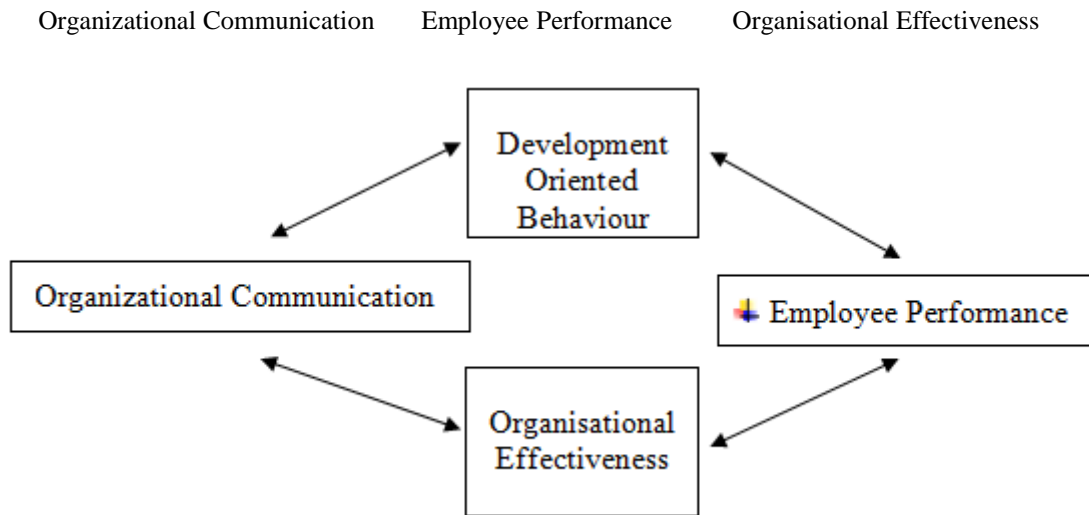 Organizational Communication Employee Performance Organisational Effectiveness
Development
Oriented
Behaviour
Organizational Communication
Employee Performance
Organisational
Effectiveness